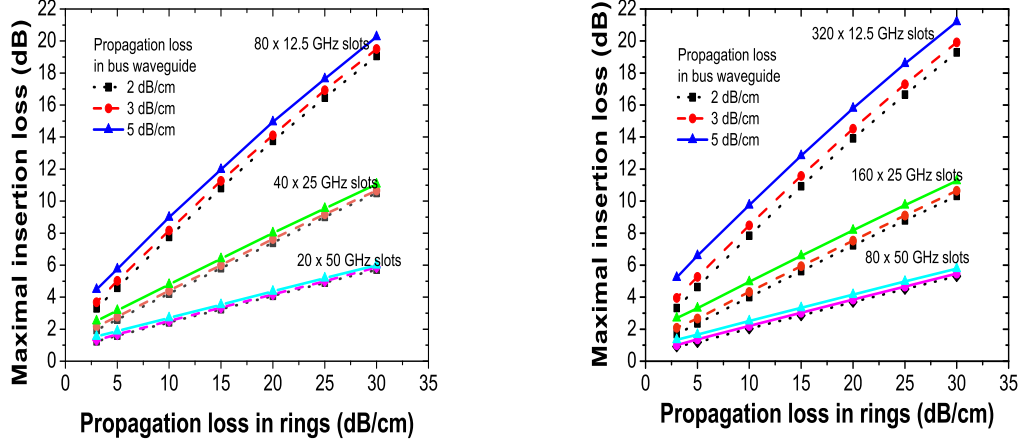 Maximal insertion loss (dB)
22
20
18
16
14
12
10
8
6
4
2
0
Propagation loss
in bus waveguide
2 dB/cm
3 dB/cm
5 dB/cm
80 x 12.5 GHz slots
40 x 25 GHz slots
20 x 50 GHz slots
0 5 10 15 20 25 30 35
Propagation loss in rings (dB/cm)
Maximal insertion loss (dB)
22
20
18
16
14
12
10
8
6
4
2
0
Propagation loss
in bus waveguide
2 dB/cm
3 dB/cm
5 dB/cm
320 x 12.5 GHz slots
160 x 25 GHz slots
80 x 50 GHz slots
0 5 10 15 20 25 30 35
Propagation loss in rings (dB/cm)